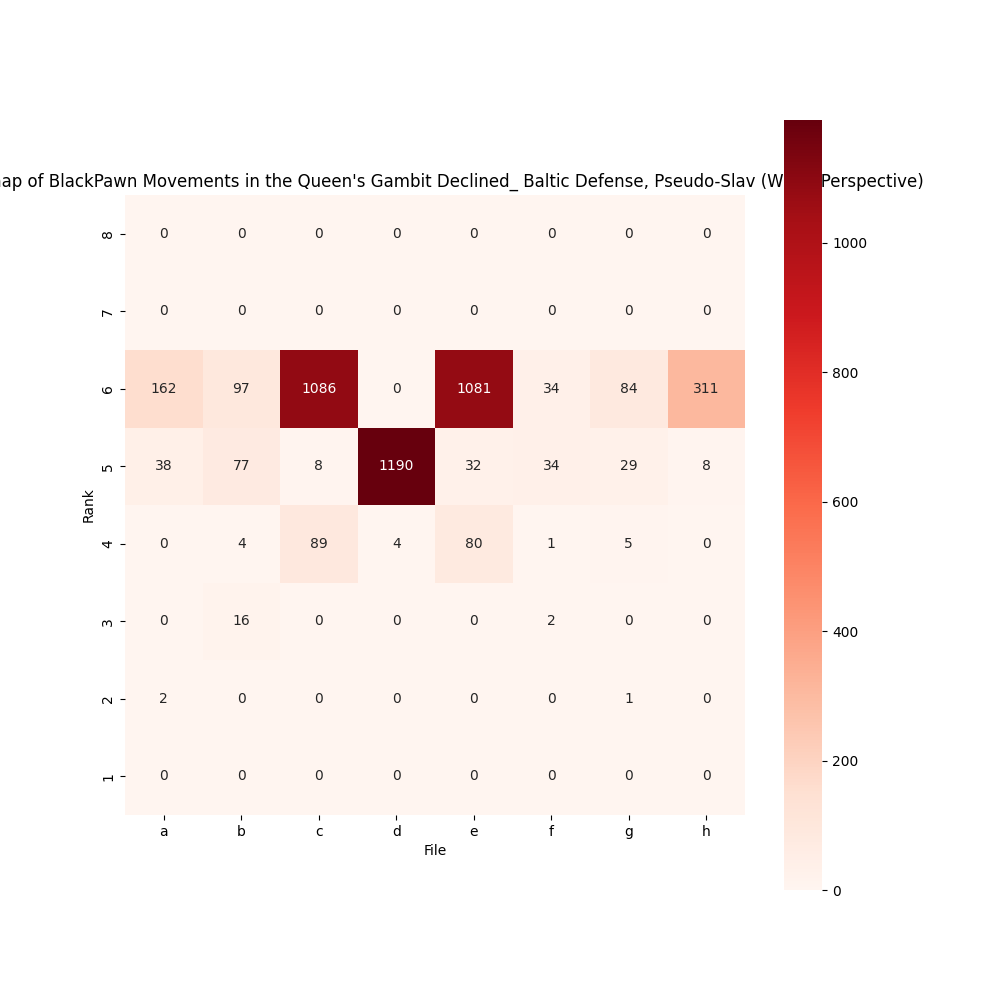 ap of BlackPawn Movements in the Queen's Gambit Declined_ Baltic Defense, Pseudo-Slav (W Perspective)
8 0 0 0 0 0 0 0 0
7 0 0 0 0 0 0 0 0
6 162 97 1086 0 1081 34 84 311
5 38 77 8 1190 32 34 29 8
4 0 4 89 4 80 1 5 0
3 0 16 0 0 0 2 0 0
2 2 0 0 0 0 0 1 0
1 0 0 0 0 0 0 0 0
a b c d e f g h
File
Rank
1000
800
600
400
200
0